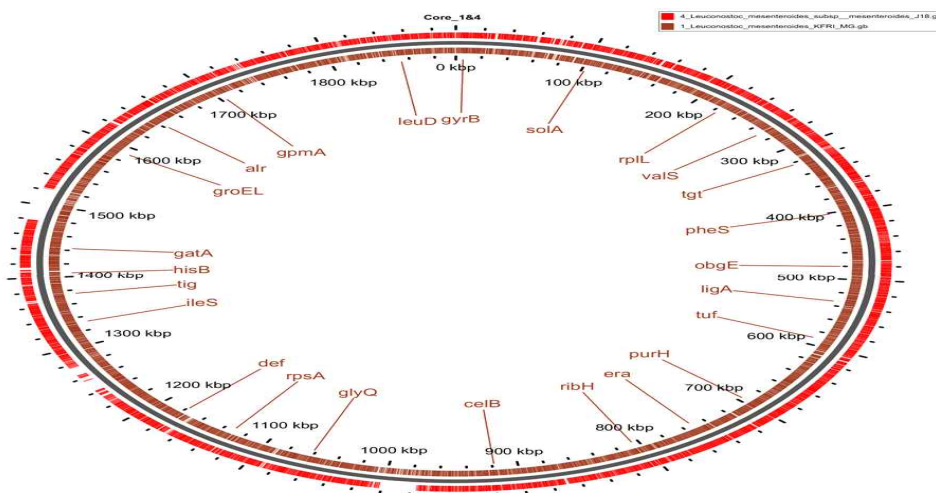 Core_1&4
4_Leuconostoc_mesenteroides_subsp__mesenteroides_J18.g
1_Leuconostoc_mesenteroides_KFRI_MG.gb
0 kbp
100 kbp
200 kbp
300 kbp
400 kbp
500 kbp
600 kbp
700 kbp
800 kbp
900 kbp
1000 kbp
1100 kbp
1200 kbp
1300 kbp
1400 kbp
1500 kbp
1600 kbp
1700 kbp
1800 kbp
gyrB
solA
rplL
valS
tgt
pheS
obgE
ligA
tuf
purH
era
ribH
celB
glyQ
rpsA
def
ileS
tig
hisB
gatA
groEL
alr
gpmA
leuD